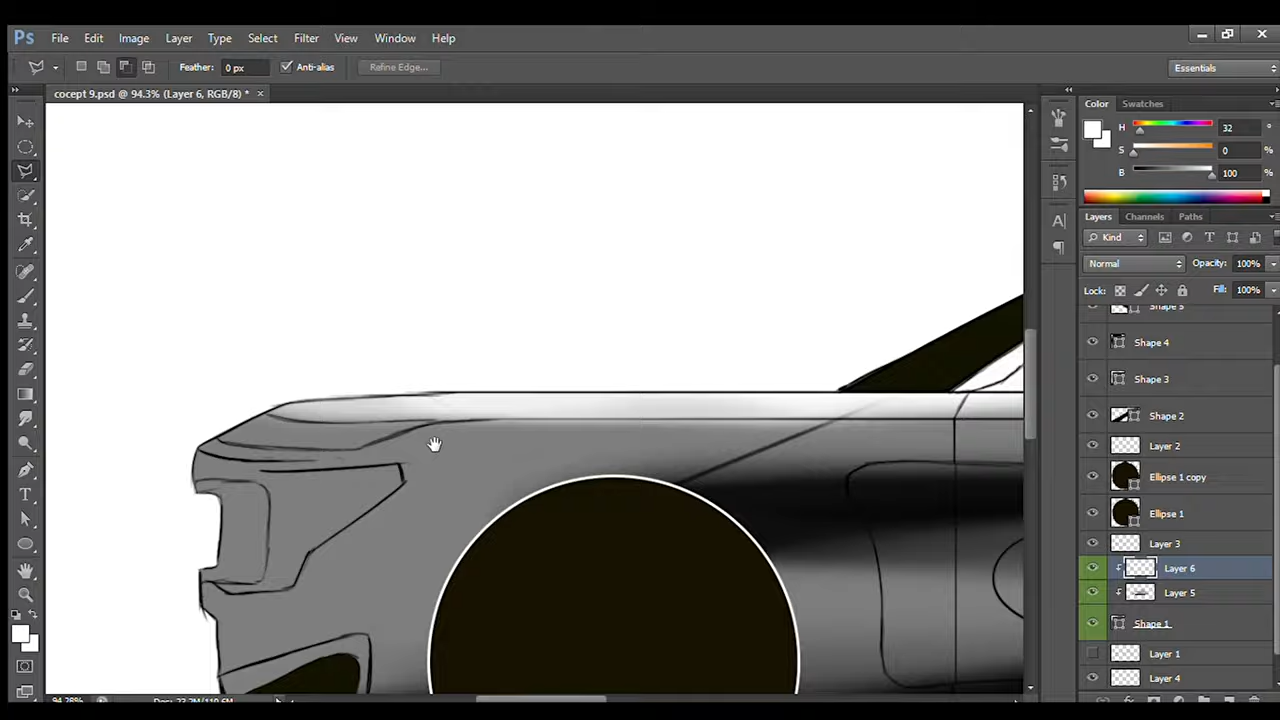 Ps File Edit Image Layer Type Select Filter View Window Help
Feather: 0 px Anti-alias Refine Edge... Essentials
cocept 9.psd @ 94.3% (Layer 6, RGB/8) * ×
Color Swatches
H 32 °
S 0 %
B 100 %
Layers Channels Paths
Kind
Normal Opacity: 100%
Lock: Fill: 100%
Shape 4
Shape 3
Shape 2
Layer 2
Ellipse 1 copy
Ellipse 1
Layer 3
Layer 6
Layer 5
Shape 1
Layer 1
Layer 4
94.28%